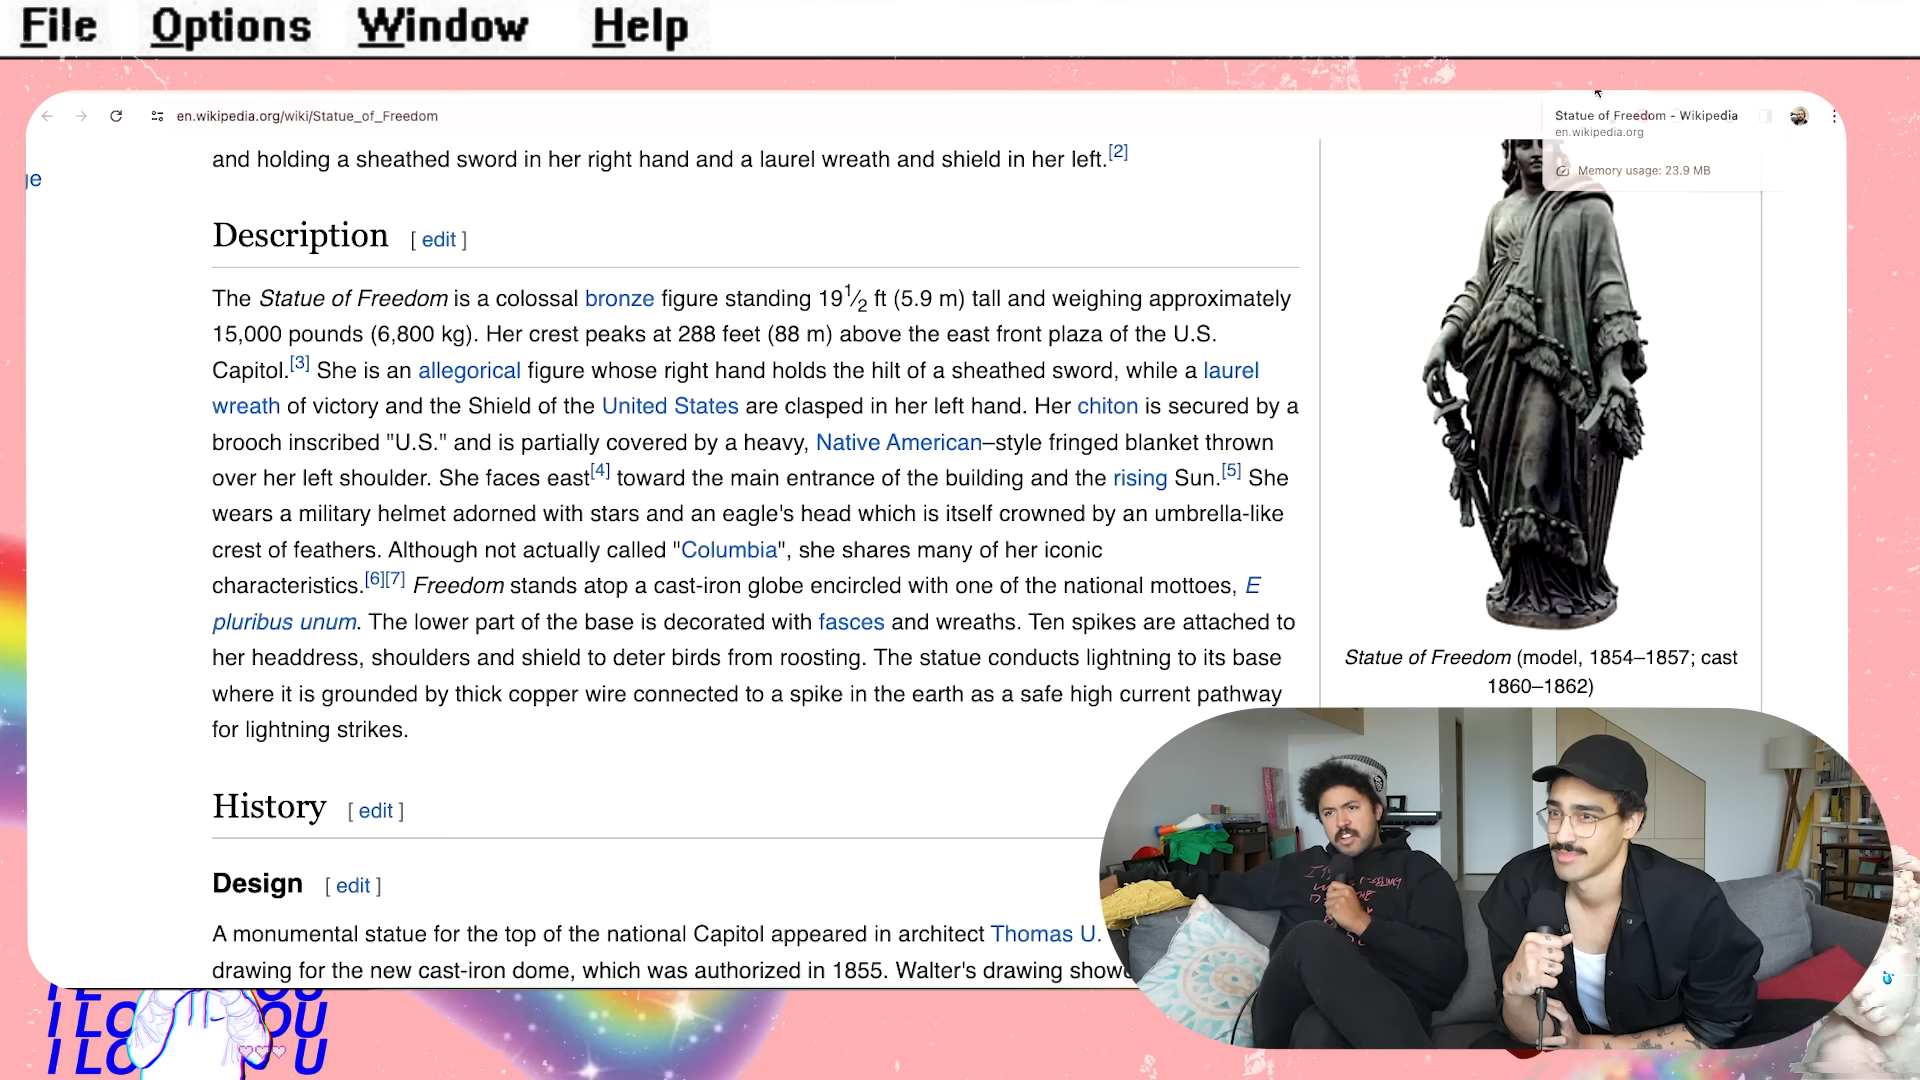 File Options Window Help
en.wikipedia.org/wiki/Statue_of_Freedom
Statue of Freedom - Wikipedia
en.wikipedia.org
Memory usage: 23.9 MB
and holding a sheathed sword in her right hand and a laurel wreath and shield in her left.[2]
Description [ edit ]
The Statue of Freedom is a colossal bronze figure standing 19 1/2 ft (5.9 m) tall and weighing approximately
15,000 pounds (6,800 kg). Her crest peaks at 288 feet (88 m) above the east front plaza of the U.S.
Capitol.[3] She is an allegorical figure whose right hand holds the hilt of a sheathed sword, while a laurel
wreath of victory and the Shield of the United States are clasped in her left hand. Her chiton is secured by a
brooch inscribed "U.S." and is partially covered by a heavy, Native American–style fringed blanket thrown
over her left shoulder. She faces east[4] toward the main entrance of the building and the rising Sun.[5] She
wears a military helmet adorned with stars and an eagle's head which is itself crowned by an umbrella-like
crest of feathers. Although not actually called "Columbia", she shares many of her iconic
characteristics.[6][7] Freedom stands atop a cast-iron globe encircled with one of the national mottoes, E
pluribus unum. The lower part of the base is decorated with fasces and wreaths. Ten spikes are attached to
her headdress, shoulders and shield to deter birds from roosting. The statue conducts lightning to its base
where it is grounded by thick copper wire connected to a spike in the earth as a safe high current pathway
for lightning strikes.
Statue of Freedom (model, 1854–1857; cast
1860–1862)
History [ edit ]
Design [ edit ]
A monumental statue for the top of the national Capitol appeared in architect Thomas U.
drawing for the new cast-iron dome, which was authorized in 1855. Walter's drawing